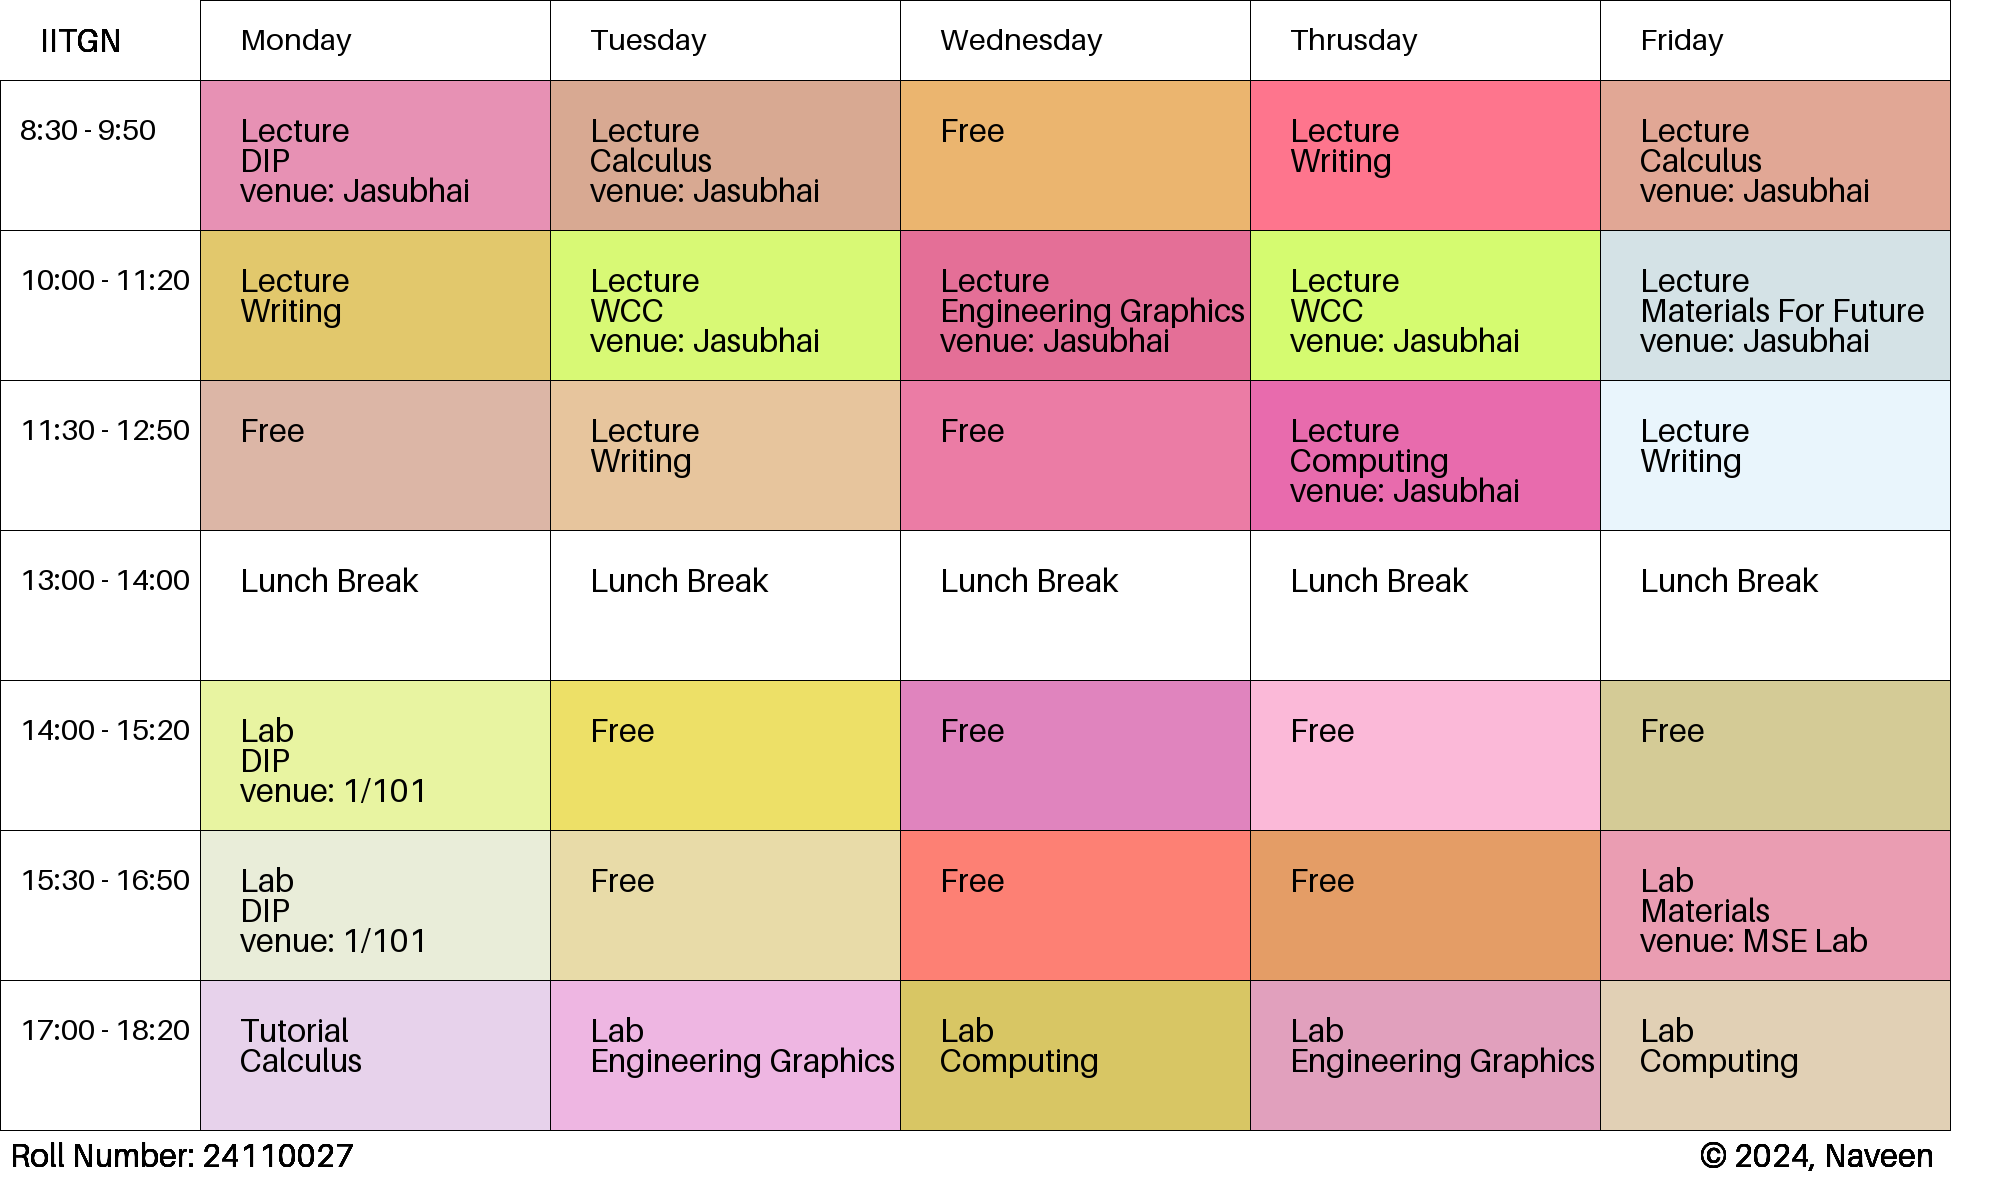 IITGN Monday Tuesday Wednesday Thrusday Friday
8:30 - 9:50
Lecture
DIP
venue: Jasubhai
Lecture
Calculus
venue: Jasubhai
Free
Lecture
Writing
Lecture
Calculus
venue: Jasubhai
10:00 - 11:20
Lecture
Writing
Lecture
WCC
venue: Jasubhai
Lecture
Engineering Graphics
venue: Jasubhai
Lecture
WCC
venue: Jasubhai
Lecture
Materials For Future
venue: Jasubhai
11:30 - 12:50
Free
Lecture
Writing
Free
Lecture
Computing
venue: Jasubhai
Lecture
Writing
13:00 - 14:00
Lunch Break
Lunch Break
Lunch Break
Lunch Break
Lunch Break
14:00 - 15:20
Lab
DIP
venue: 1/101
Free
Free
Free
Free
15:30 - 16:50
Lab
DIP
venue: 1/101
Free
Free
Free
Lab
Materials
venue: MSE Lab
17:00 - 18:20
Tutorial
Calculus
Lab
Engineering Graphics
Lab
Computing
Lab
Engineering Graphics
Lab
Computing
Roll Number: 24110027
© 2024, Naveen